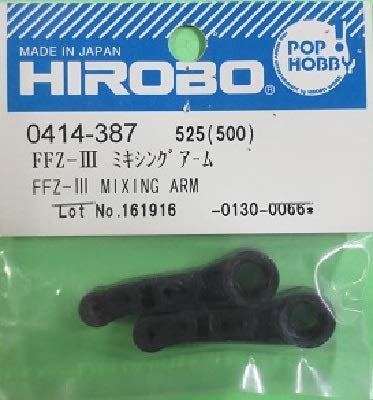 MADE IN JAPAN
HIROBO®
POP
HOBBY!
0414-387 525(500)
FFZ-III ミキシングアーム
FFZ-III MIXING ARM
Lot No.161916 -0130-0066*